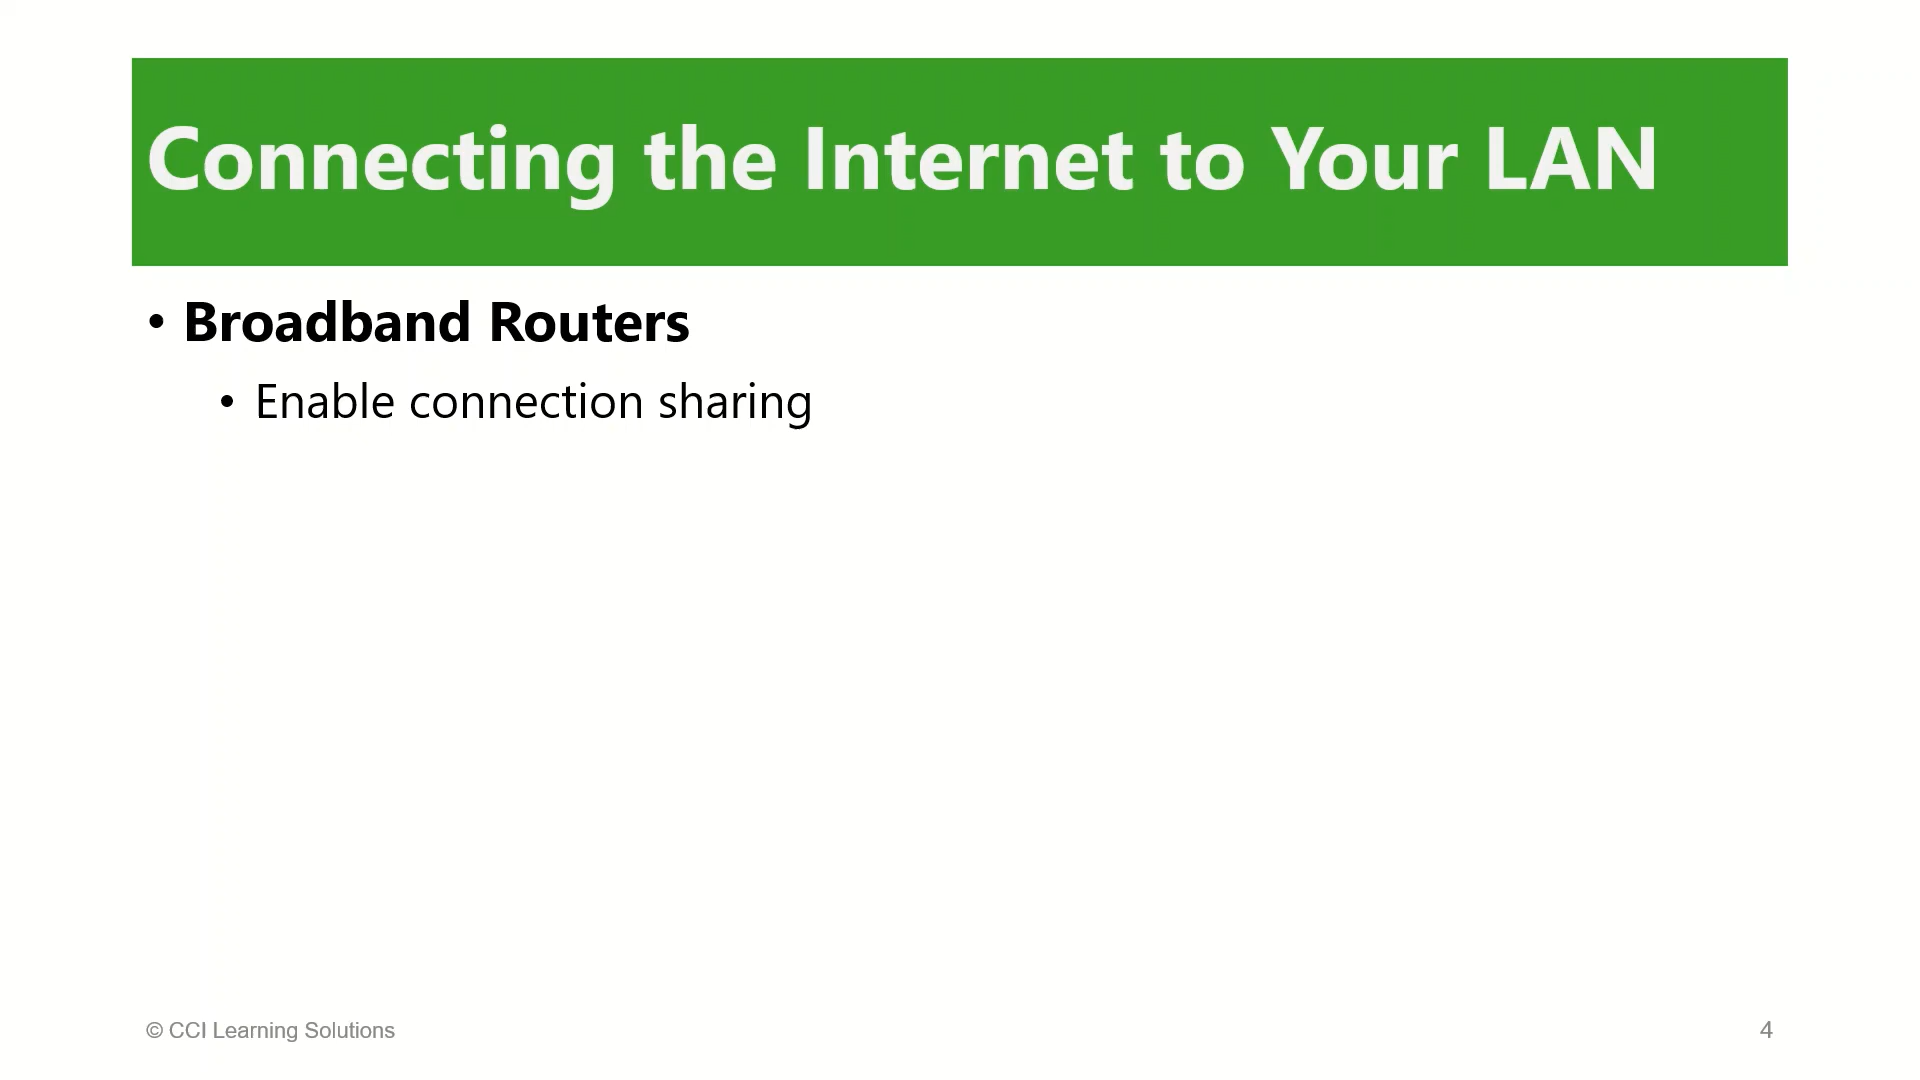 Connecting the Internet to Your LAN
• Broadband Routers
• Enable connection sharing
© CCI Learning Solutions
4